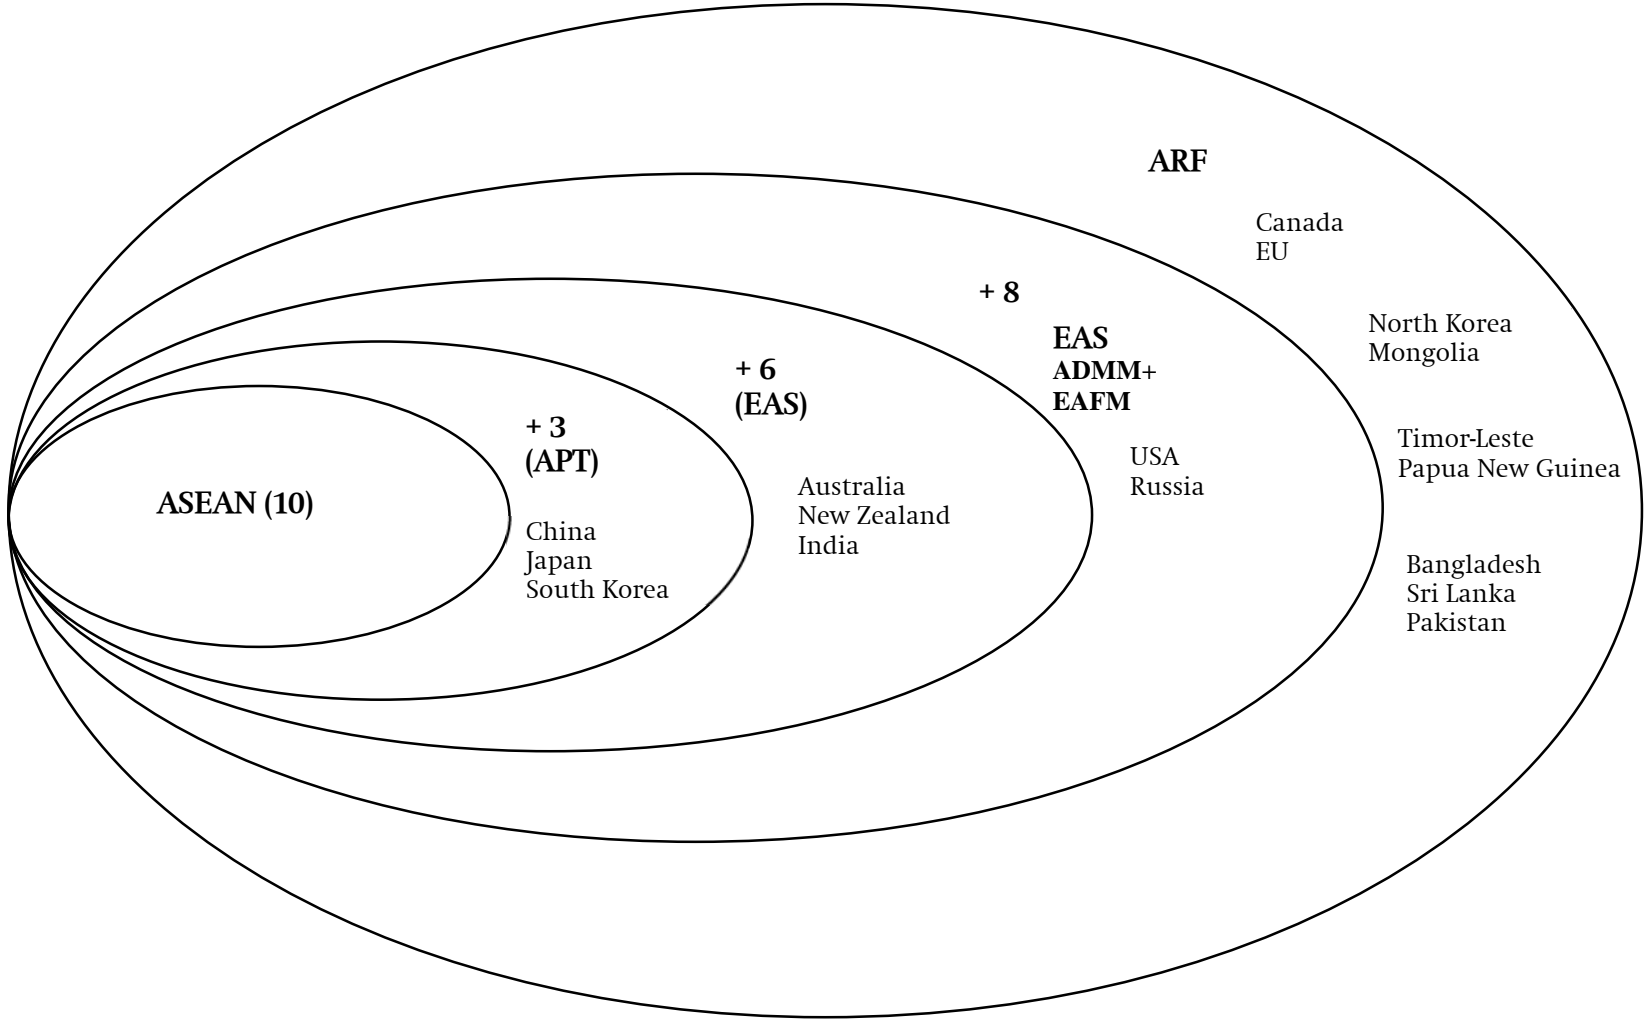 ARF
Canada
EU
North Korea
Mongolia
Timor-Leste
Papua New Guinea
Bangladesh
Sri Lanka
Pakistan
+ 8
EAS
ADMM+
EAFM
USA
Russia
+ 6
(EAS)
Australia
New Zealand
India
+ 3
(APT)
China
Japan
South Korea
ASEAN (10)